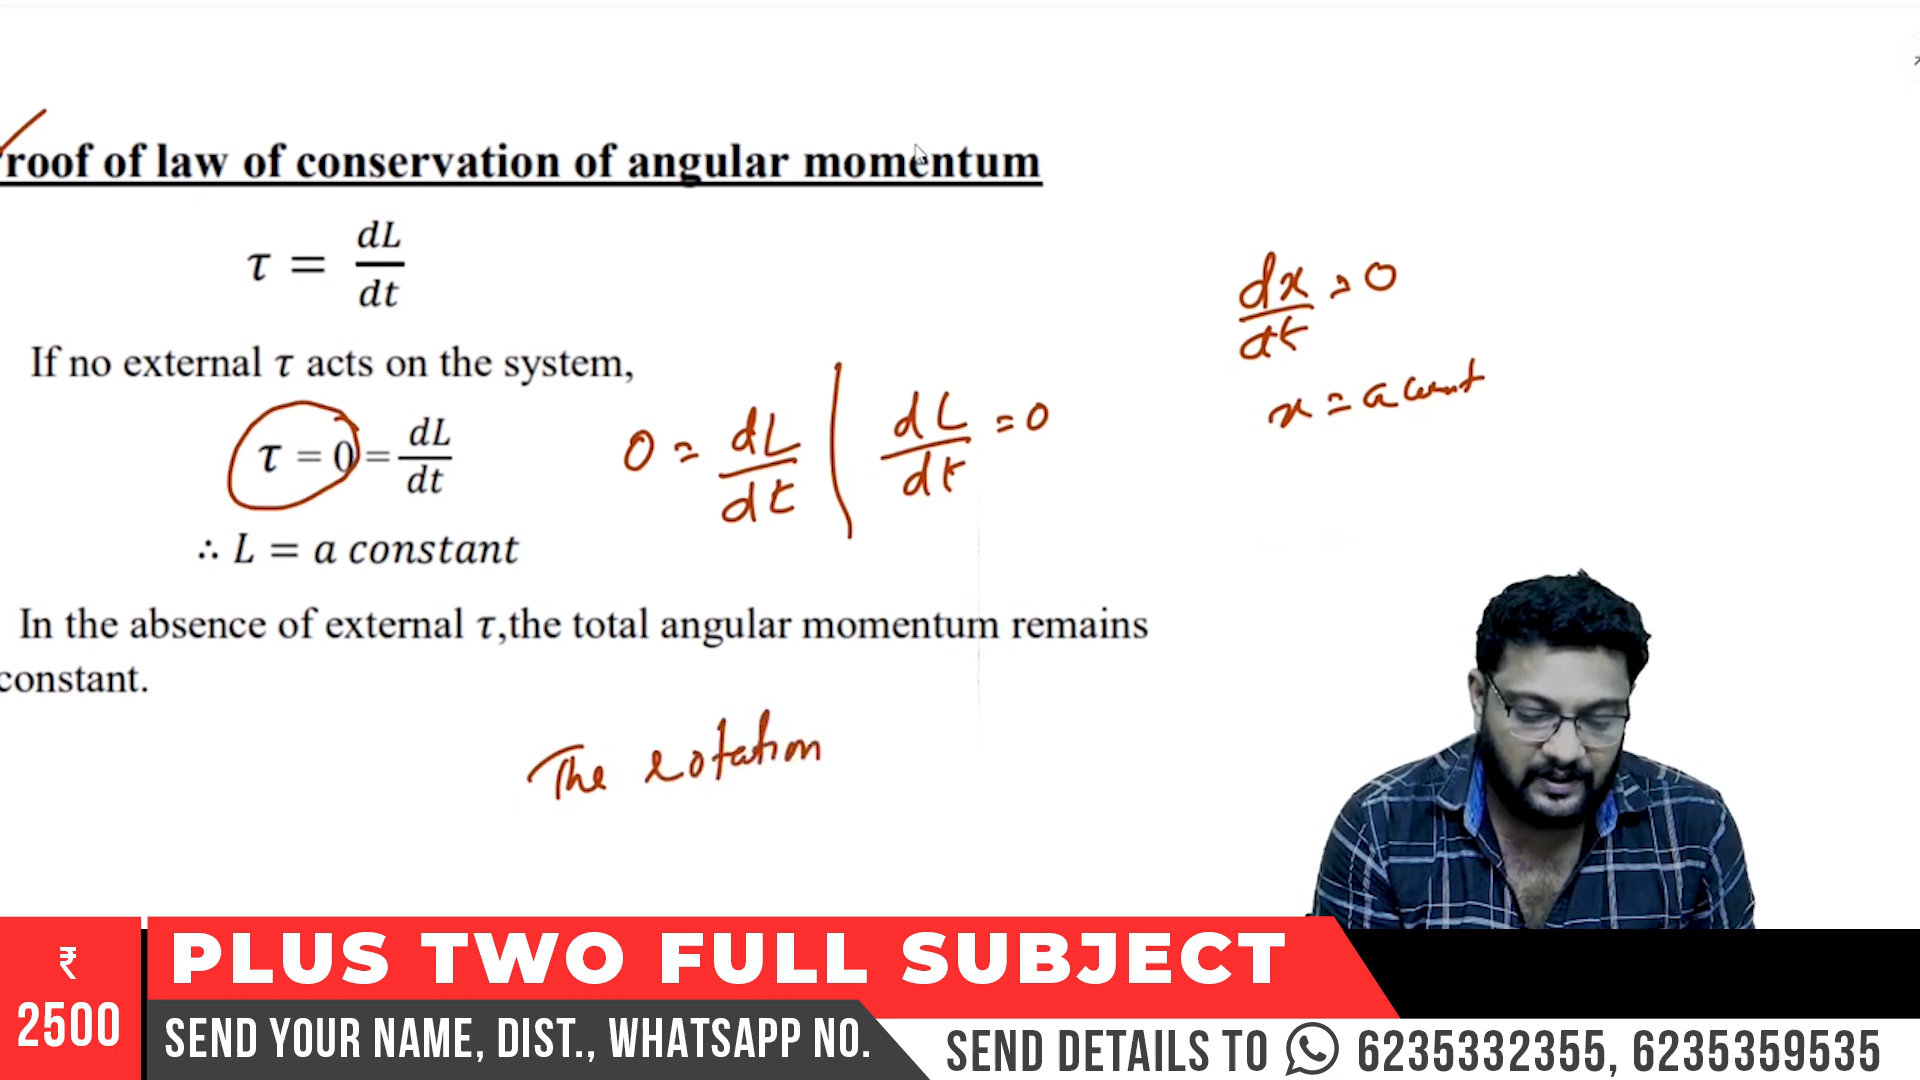 roof of law of conservation of angular momentum
τ = dL/dt
dx/dt = 0
If no external τ acts on the system,
x = a const
τ = 0 = dL/dt
0 = dL/dt | dL/dt = 0
∴ L = a constant
In the absence of external τ,the total angular momentum remains
constant.
The rotation
₹
2500
PLUS TWO FULL SUBJECT
SEND YOUR NAME, DIST., WHATSAPP NO.
SEND DETAILS TO 6235332355, 6235359535